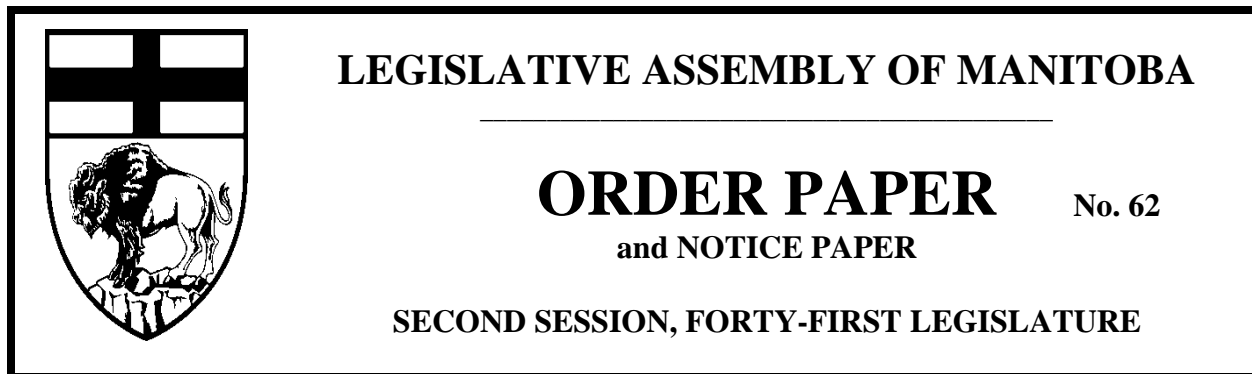 LEGISLATIVE ASSEMBLY OF MANITOBA
ORDER PAPER No. 62
and NOTICE PAPER
SECOND SESSION, FORTY-FIRST LEGISLATURE